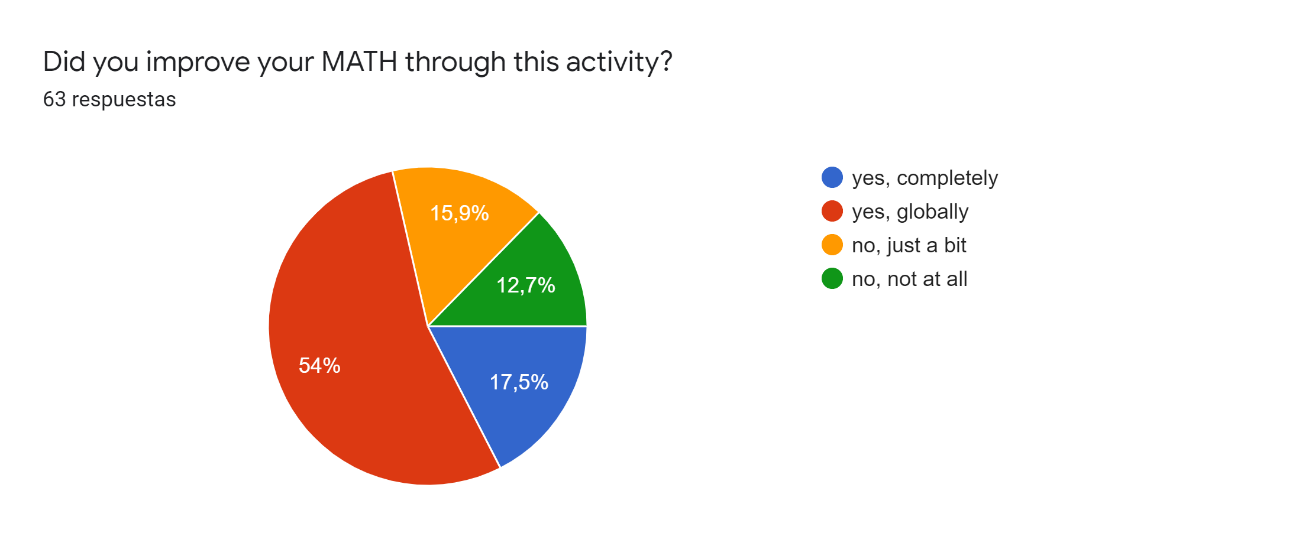 Did you improve your MATH through this activity?
63 respuestas
yes, completely
yes, globally
no, just a bit
no, not at all
15,9%
12,7%
54%
17,5%